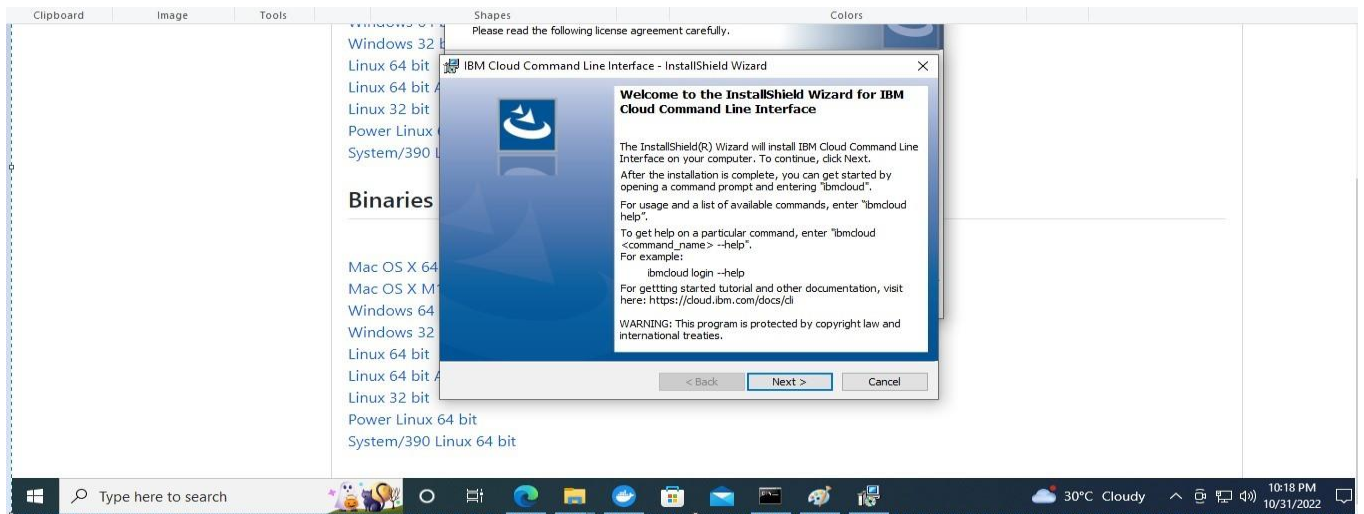 Clipboard Image Tools Shapes Colors
Please read the following license agreement carefully.
Windows 32 b
Linux 64 bit
Linux 64 bit A
Linux 32 bit
Power Linux
System/390 L
Binaries
Mac OS X 64
Mac OS X M1
Windows 64
Windows 32
Linux 64 bit
Linux 64 bit A
Linux 32 bit
Power Linux 64 bit
System/390 Linux 64 bit
IBM Cloud Command Line Interface - InstallShield Wizard
Welcome to the InstallShield Wizard for IBM
Cloud Command Line Interface
The InstallShield(R) Wizard will install IBM Cloud Command Line
Interface on your computer. To continue, click Next.
After the installation is complete, you can get started by
opening a command prompt and entering "ibmcloud".
For usage and a list of available commands, enter "ibmcloud
help".
To get help on a particular command, enter "ibmcloud
<command_name> --help".
For example:
ibmcloud login --help
For gettting started tutorial and other documentation, visit
here: https://cloud.ibm.com/docs/cli
WARNING: This program is protected by copyright law and
international treaties.
< Back Next > Cancel
Type here to search
30°C Cloudy
10:18 PM
10/31/2022